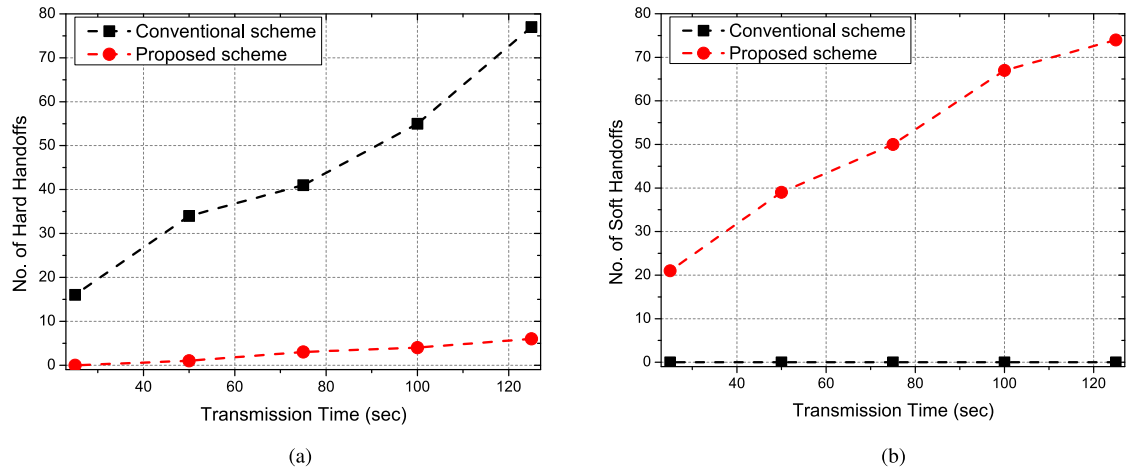 Conventional scheme
Proposed scheme
No. of Hard Handoffs
80
70
60
50
40
30
20
10
0
40 60 80 100 120
Transmission Time (sec)
(a)
Conventional scheme
Proposed scheme
No. of Soft Handoffs
80
70
60
50
40
30
20
10
0
40 60 80 100 120
Transmission Time (sec)
(b)